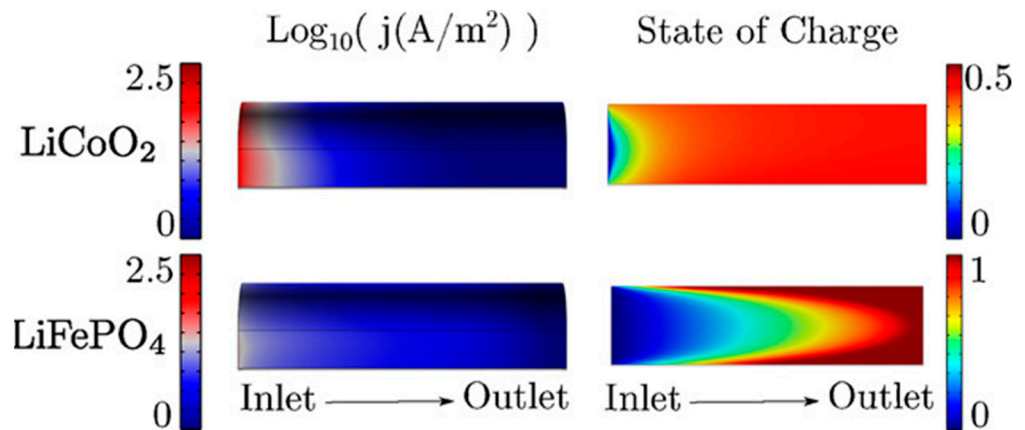 Log₁₀( j(A/m²) )
State of Charge
2.5
LiCoO₂
0
0.5
0
2.5
LiFePO₄
0
1
0
Inlet → Outlet
Inlet → Outlet